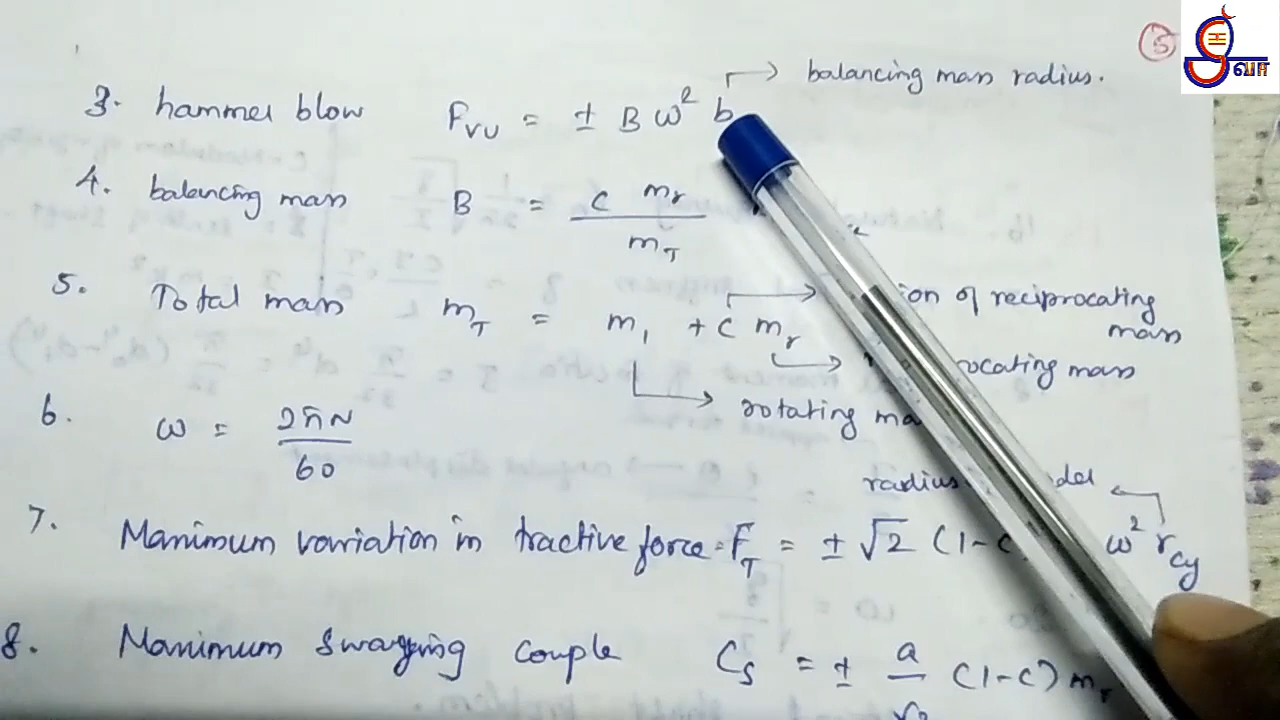 5
வா
→ balancing mass radius.
3. hammer blow F_VU = ± B ω² b
4. balancing mass B = c m_r / m_T
5. Total mass m_T = m_1 + c m_r
ion of reciprocating
mass
ocating mass
rotating ma
6. ω = 2πN / 60
radius
7. Maximum variation in tractive force = F_T = ± √2 (1-c ω² r_cy
8. Maximum Swaying Couple C_s = ± a (1-c) m_r